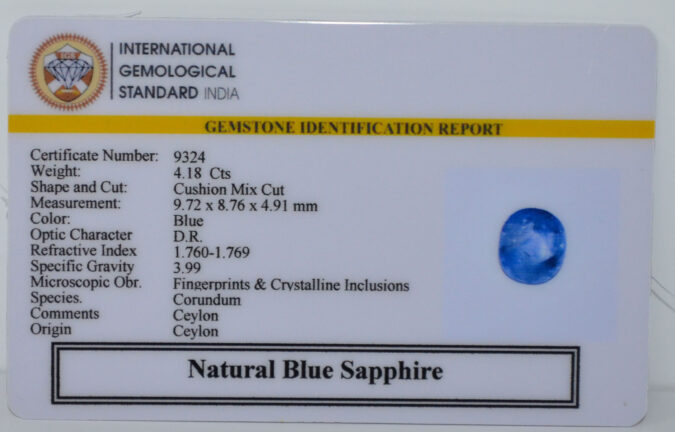 IGS
INTERNATIONAL
GEMOLOGICAL
STANDARD INDIA
GEMSTONE IDENTIFICATION REPORT
Certificate Number: 9324
Weight: 4.18 Cts
Shape and Cut: Cushion Mix Cut
Measurement: 9.72 x 8.76 x 4.91 mm
Color: Blue
Optic Character D.R.
Refractive Index 1.760-1.769
Specific Gravity 3.99
Microscopic Obr. Fingerprints & Crystalline Inclusions
Species. Corundum
Comments Ceylon
Origin Ceylon
Natural Blue Sapphire